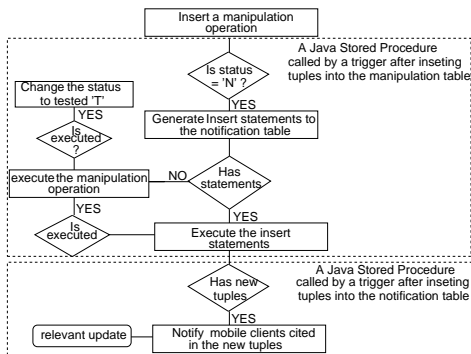 Insert a manipulation
operation
A Java Stored Procedure
called by a trigger after inseting
tuples into the manipulation table
Is status
= 'N' ?
Change the status
to tested 'T'
YES
YES
Generate Insert statements to
the notification table
Is
executed
?
Has
statements
NO
execute the manipulation
operation
YES
YES
Is
executed
Execute the insert
statements
Has new
tuples
A Java Stored Procedure
called by a trigger after inseting
tuples into the notification table
YES
relevant update
Notify mobile clients cited
in the new tuples